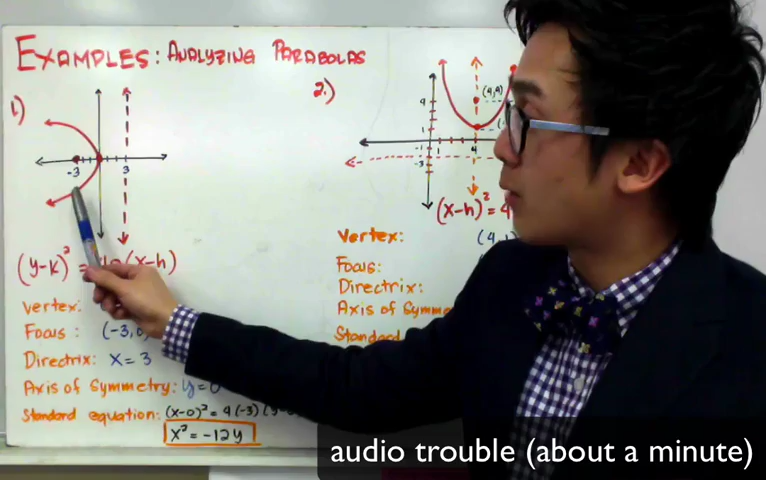 EXAMPLES: ANALYZING PARABOLAS
1.)
-3 3
(y-k)² = (x-h)
Vertex:
Focus: (-3,0
Directrix: x = 3
Axis of Symmetry: y = 0
Standard equation: (x-0)² = 4(-3)(y-
x² = -12y
2.)
4 (4,4)
1
-3 4
(x-h)² = 4
Vertex: (4,1
Focus:
Directrix:
Axis of Symme
Standard
audio trouble (about a minute)